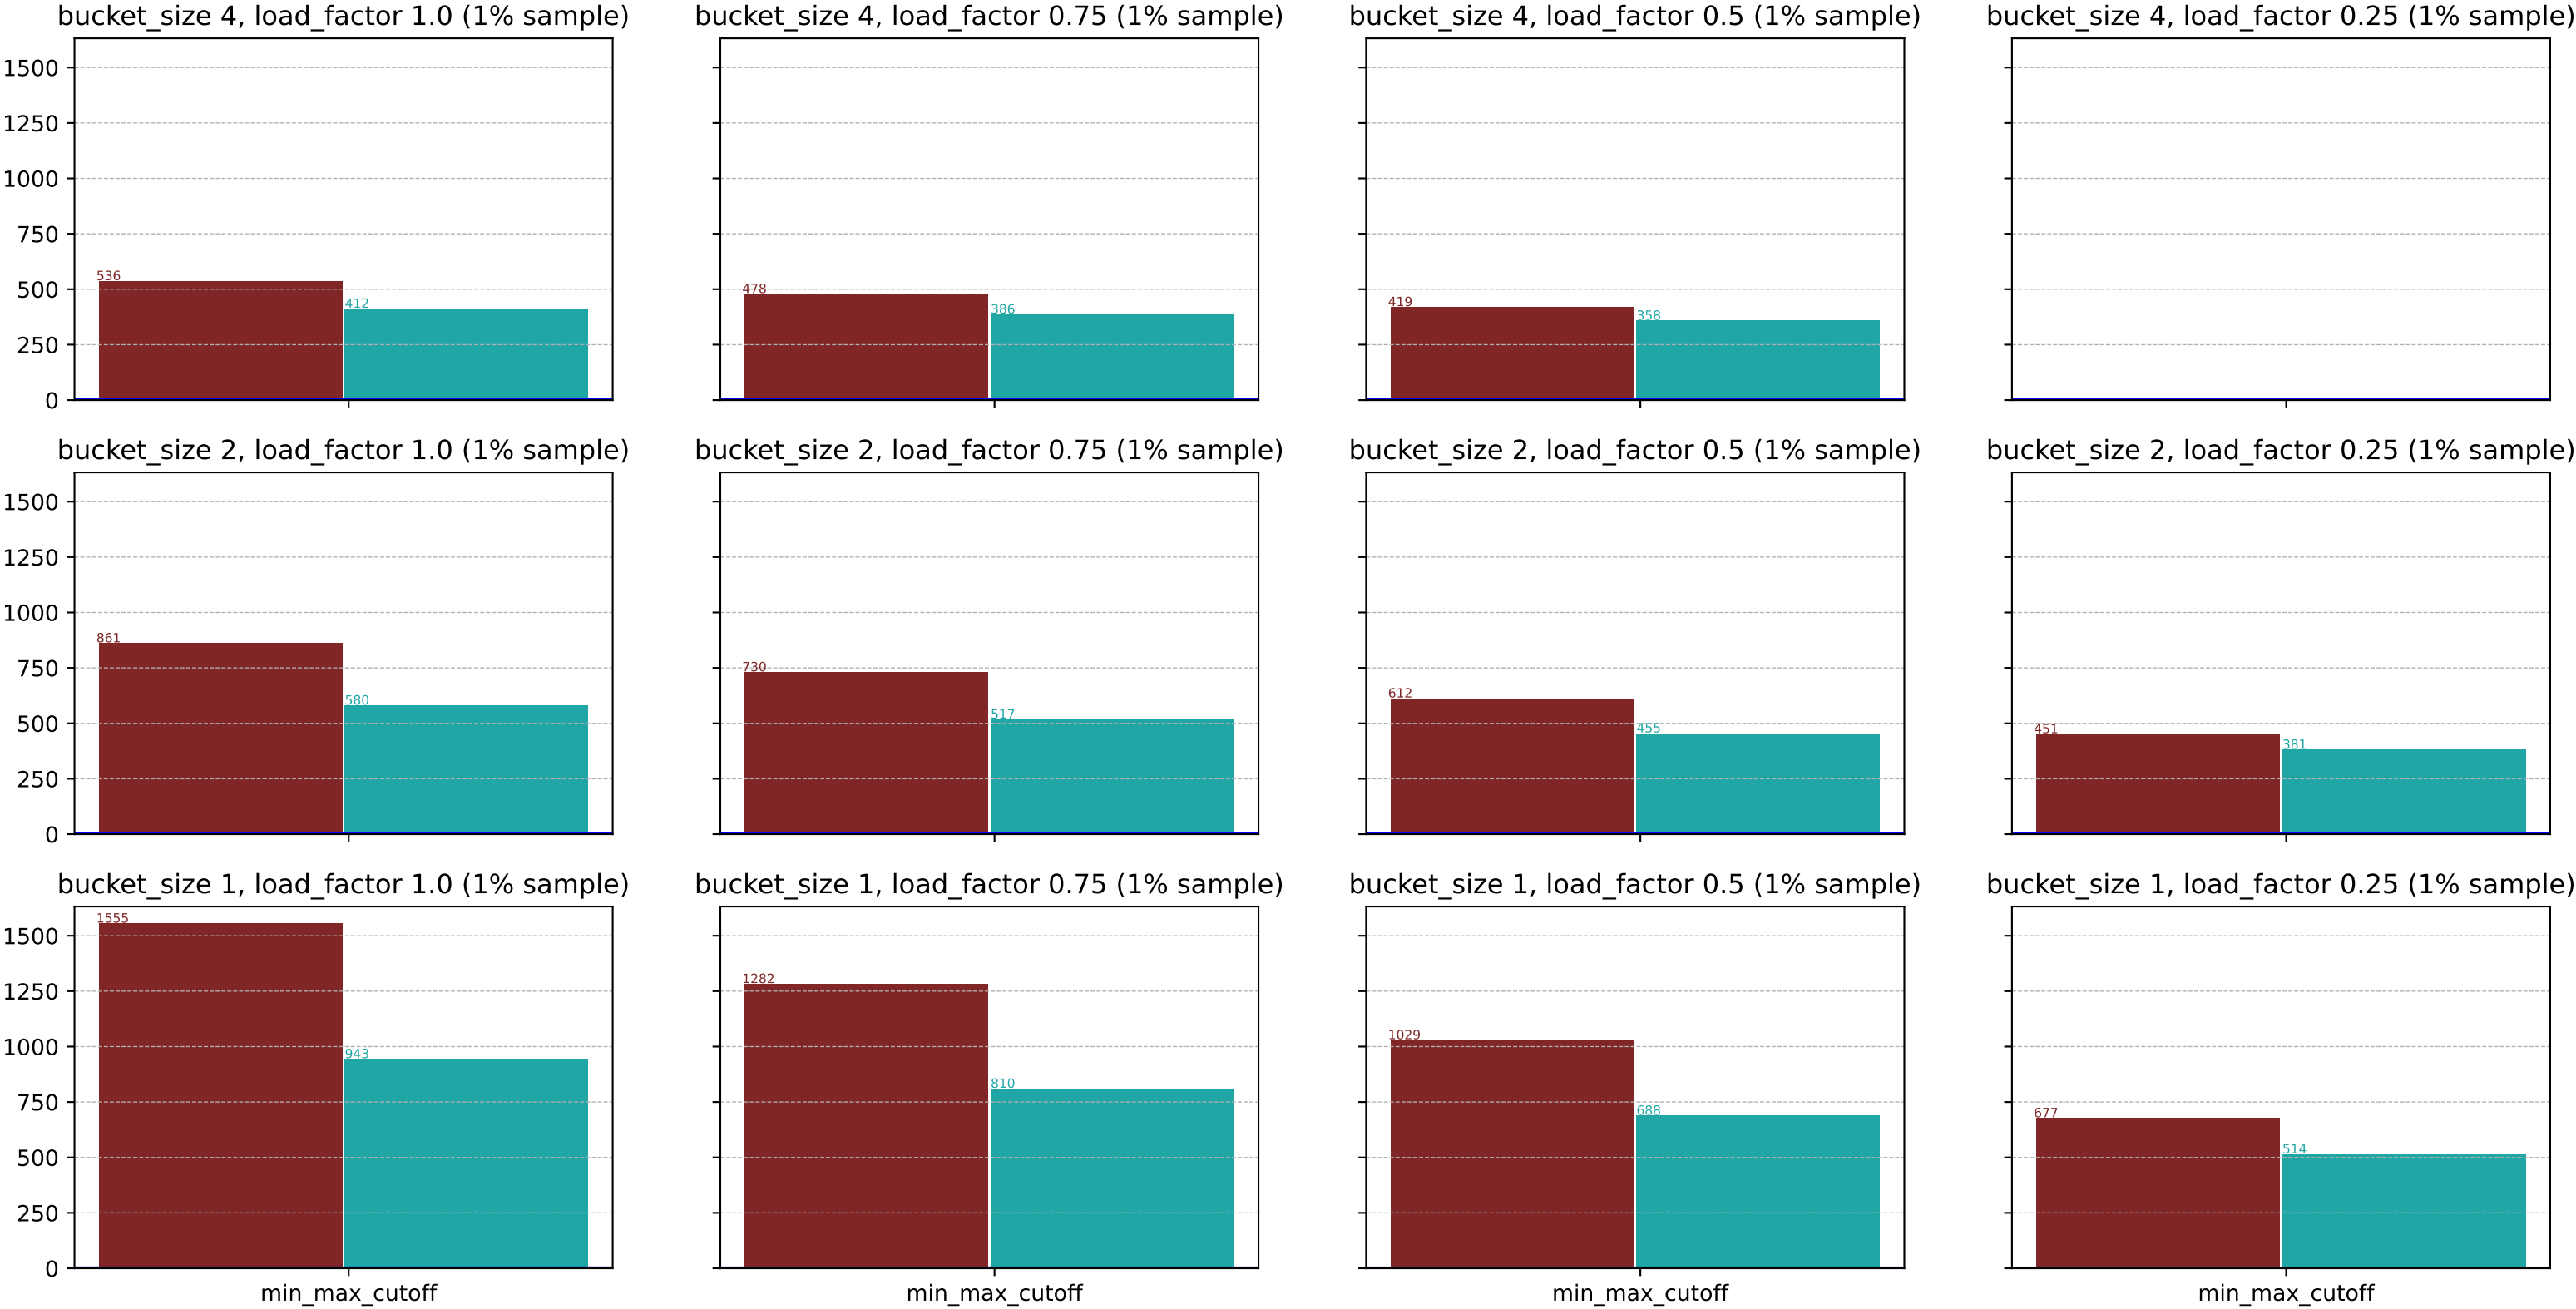 bucket_size 4, load_factor 1.0 (1% sample)
bucket_size 4, load_factor 0.75 (1% sample)
bucket_size 4, load_factor 0.5 (1% sample)
bucket_size 4, load_factor 0.25 (1% sample)
1500
1250
1000
750
500
250
0
536
412
478
386
419
358
bucket_size 2, load_factor 1.0 (1% sample)
bucket_size 2, load_factor 0.75 (1% sample)
bucket_size 2, load_factor 0.5 (1% sample)
bucket_size 2, load_factor 0.25 (1% sample)
1500
1250
1000
750
500
250
0
861
580
730
517
612
455
451
381
bucket_size 1, load_factor 1.0 (1% sample)
bucket_size 1, load_factor 0.75 (1% sample)
bucket_size 1, load_factor 0.5 (1% sample)
bucket_size 1, load_factor 0.25 (1% sample)
1500
1250
1000
750
500
250
0
1555
943
1282
810
1029
688
677
514
min_max_cutoff
min_max_cutoff
min_max_cutoff
min_max_cutoff